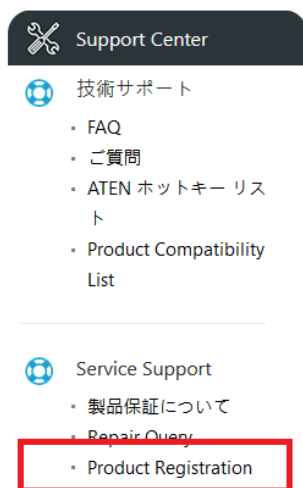 Support Center
技術サポート
FAQ
ご質問
ATEN ホットキー リス
ト
Product Compatibility
List
Service Support
製品保証について
Repair Query
Product Registration